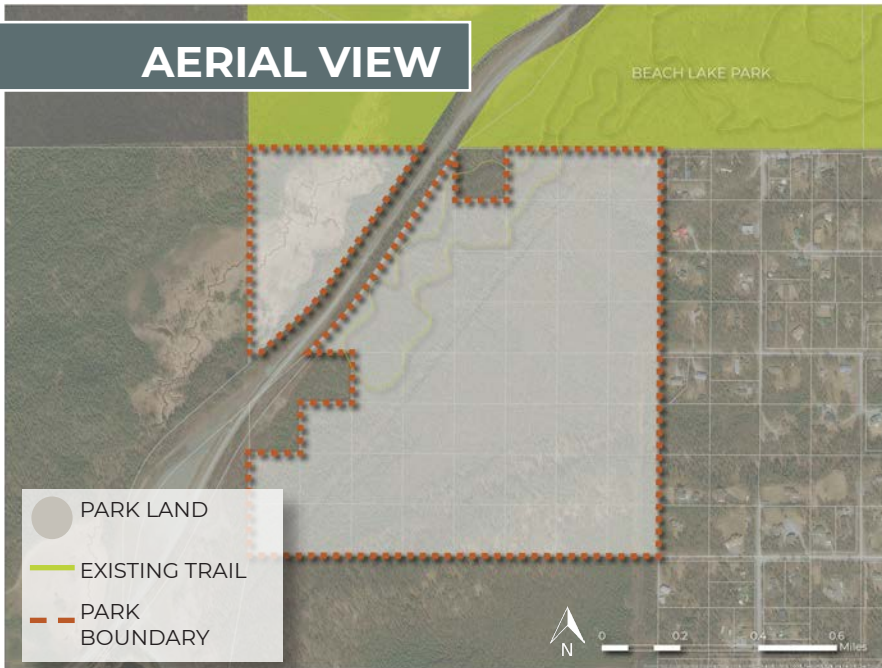 AERIAL VIEW
BEACH LAKE PARK
PARK LAND
EXISTING TRAIL
PARK
BOUNDARY
N
0 0.2 0.4 0.6
Miles